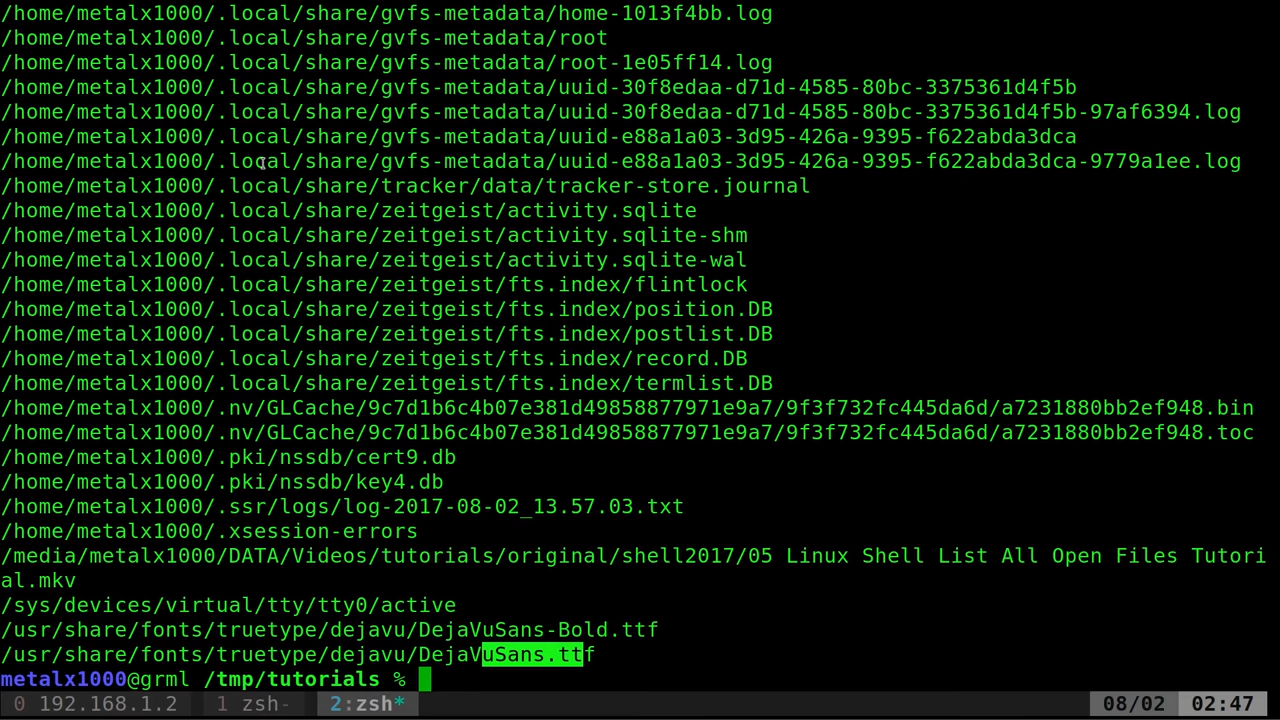 /home/metalx1000/.local/share/gvfs-metadata/home-1013f4bb.log
/home/metalx1000/.local/share/gvfs-metadata/root
/home/metalx1000/.local/share/gvfs-metadata/root-1e05ff14.log
/home/metalx1000/.local/share/gvfs-metadata/uuid-30f8edaa-d71d-4585-80bc-3375361d4f5b
/home/metalx1000/.local/share/gvfs-metadata/uuid-30f8edaa-d71d-4585-80bc-3375361d4f5b-97af6394.log
/home/metalx1000/.local/share/gvfs-metadata/uuid-e88a1a03-3d95-426a-9395-f622abda3dca
/home/metalx1000/.local/share/gvfs-metadata/uuid-e88a1a03-3d95-426a-9395-f622abda3dca-9779a1ee.log
/home/metalx1000/.local/share/tracker/data/tracker-store.journal
/home/metalx1000/.local/share/zeitgeist/activity.sqlite
/home/metalx1000/.local/share/zeitgeist/activity.sqlite-shm
/home/metalx1000/.local/share/zeitgeist/activity.sqlite-wal
/home/metalx1000/.local/share/zeitgeist/fts.index/flintlock
/home/metalx1000/.local/share/zeitgeist/fts.index/position.DB
/home/metalx1000/.local/share/zeitgeist/fts.index/postlist.DB
/home/metalx1000/.local/share/zeitgeist/fts.index/record.DB
/home/metalx1000/.local/share/zeitgeist/fts.index/termlist.DB
/home/metalx1000/.nv/GLCache/9c7d1b6c4b07e381d49858877971e9a7/9f3f732fc445da6d/a7231880bb2ef948.bin
/home/metalx1000/.nv/GLCache/9c7d1b6c4b07e381d49858877971e9a7/9f3f732fc445da6d/a7231880bb2ef948.toc
/home/metalx1000/.pki/nssdb/cert9.db
/home/metalx1000/.pki/nssdb/key4.db
/home/metalx1000/.ssr/logs/log-2017-08-02_13.57.03.txt
/home/metalx1000/.xsession-errors
/media/metalx1000/DATA/Videos/tutorials/original/shell2017/05 Linux Shell List All Open Files Tutori
al.mkv
/sys/devices/virtual/tty/tty0/active
/usr/share/fonts/truetype/dejavu/DejaVuSans-Bold.ttf
/usr/share/fonts/truetype/dejavu/DejaVuSans.ttf
metalx1000@grml /tmp/tutorials %
0 192.168.1.2 1 zsh- 2:zsh* 08/02 02:47